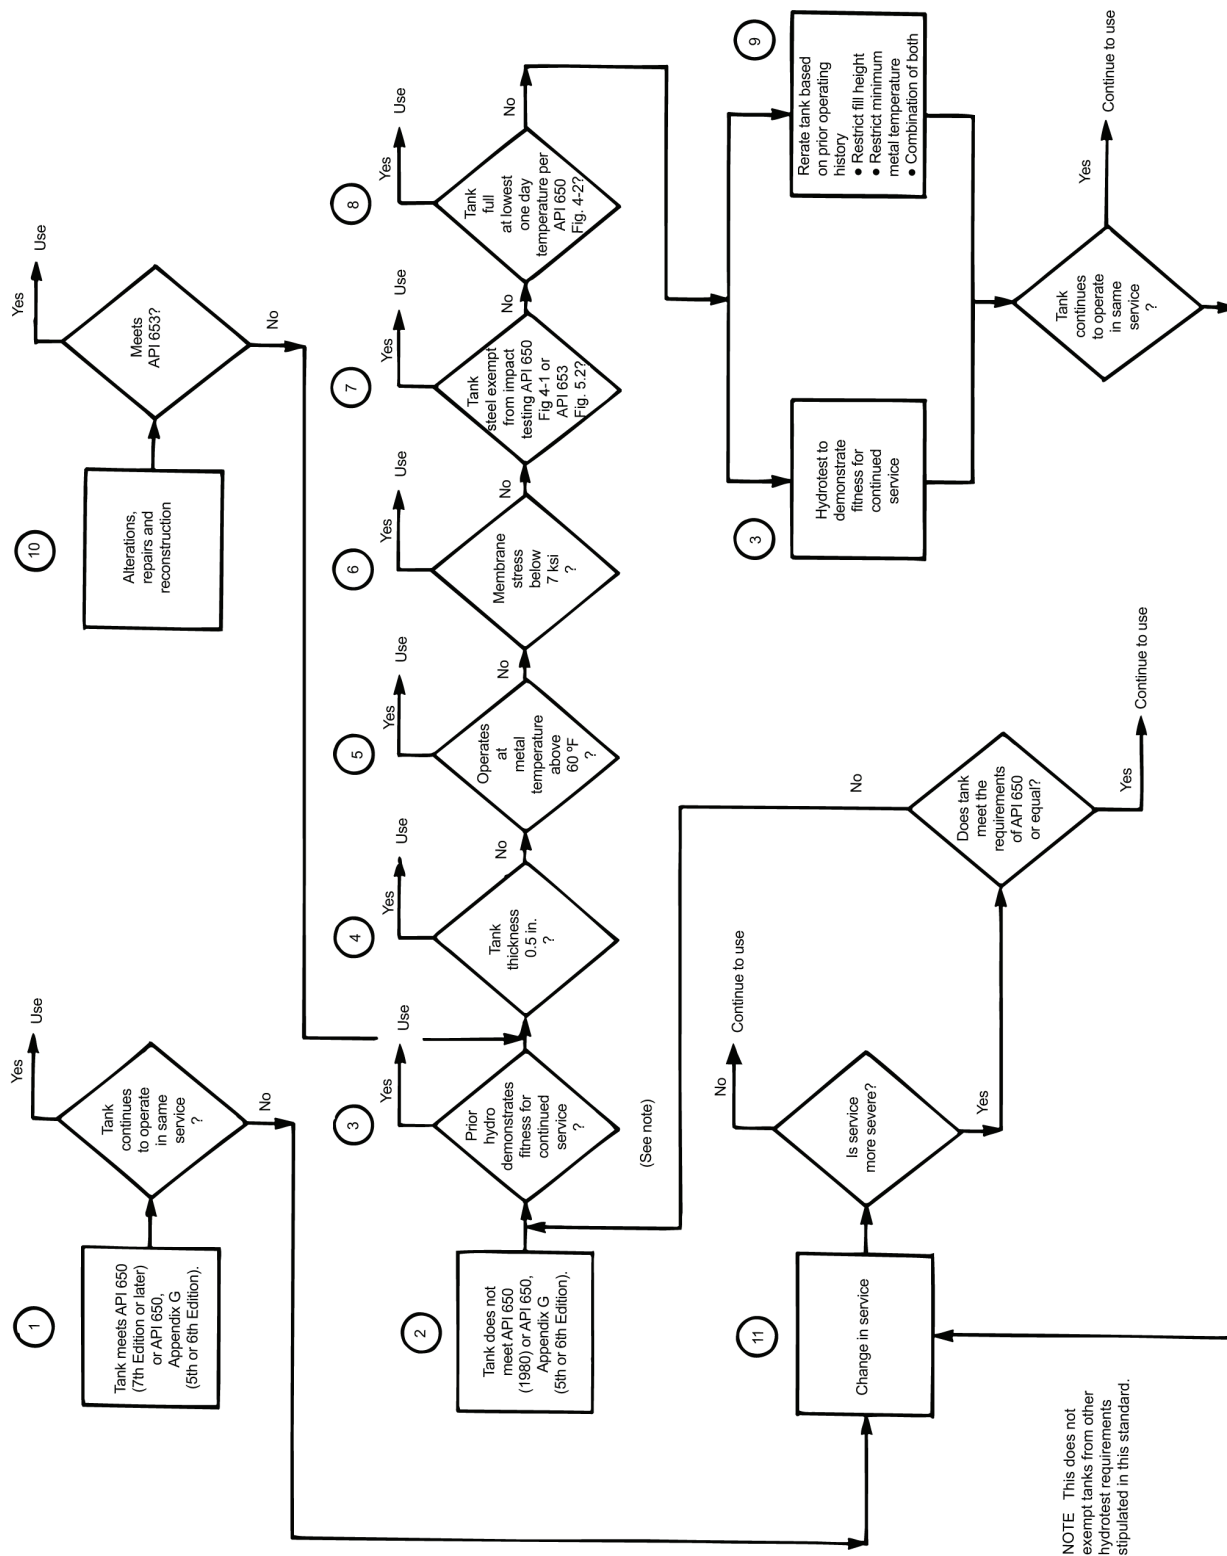 1
Tank meets API 650
(7th Edition or later)
or API 650,
Appendix G
(5th or 6th Edition).
Tank
continues
to operate
in same
service
?
Yes
Use
No
10
Alterations,
repairs and
reconstruction
Meets
API 653?
Yes
Use
No
2
Tank does not
meet API 650
(1980) or API 650,
Appendix G
(5th or 6th Edition).
3
Prior
hydro
demonstrates
fitness for
continued
service
?
Yes
Use
4
Tank
thickness
0.5 in.
?
Yes
Use
No
5
Operates
at
metal
temperature
above
60 ºF
?
Yes
Use
No
6
Membrane
stress
below
7 ksi
?
Yes
Use
No
7
Tank
steel exempt
from impact
testing API 650
Fig 4-1 or
API 653
Fig. 5.2?
Yes
Use
No
8
Tank
full
at lowest
one day
temperature per
API 650
Fig. 4-2?
Yes
Use
No
(See note)
11
Change in service
Is service
more severe?
No
Continue to use
Yes
Does tank
meet the
requirements
of API 650
or equal?
No
Yes
Continue to use
3
Hydrotest to
demonstrate
fitness for
continued
service
9
Rerate tank based
on prior operating
history
● Restrict fill height
● Restrict minimum
metal temperature
● Combination of both
Tank
continues
to operate
in same
service
?
Yes
Continue to use
NOTE This does not
exempt tanks from other
hydrotest requirements
stipulated in this standard.